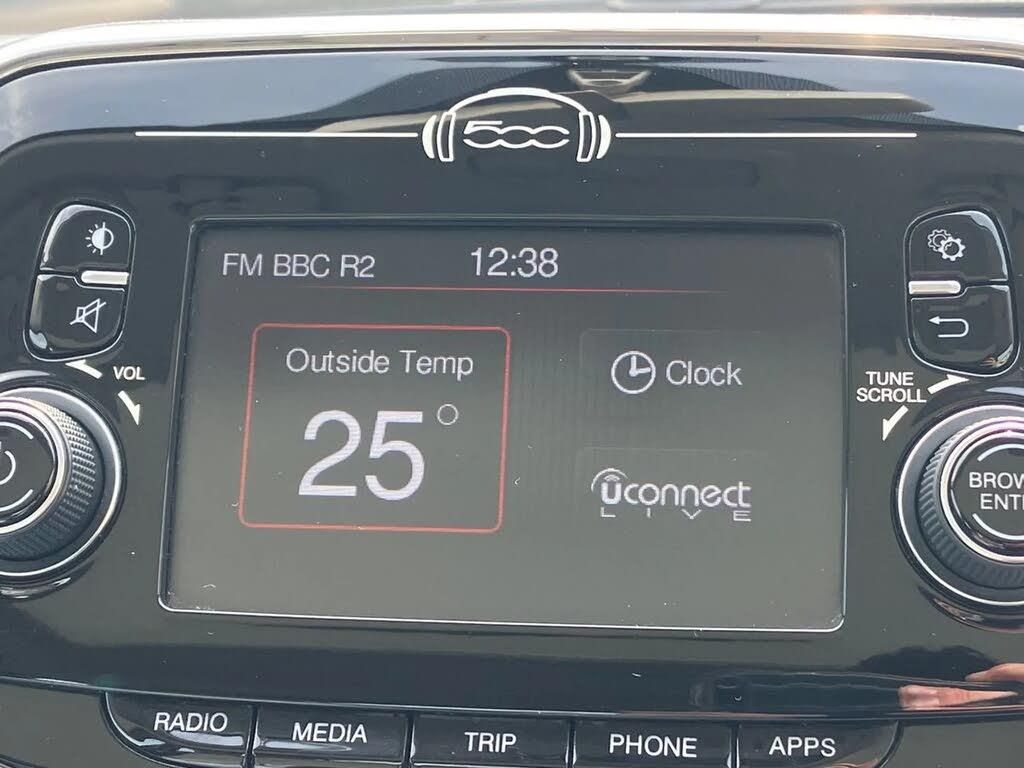 500
FM BBC R2 12:38
Outside Temp
25°
Clock
uconnect
LIVE
VOL
TUNE
SCROLL
RADIO MEDIA TRIP PHONE APPS